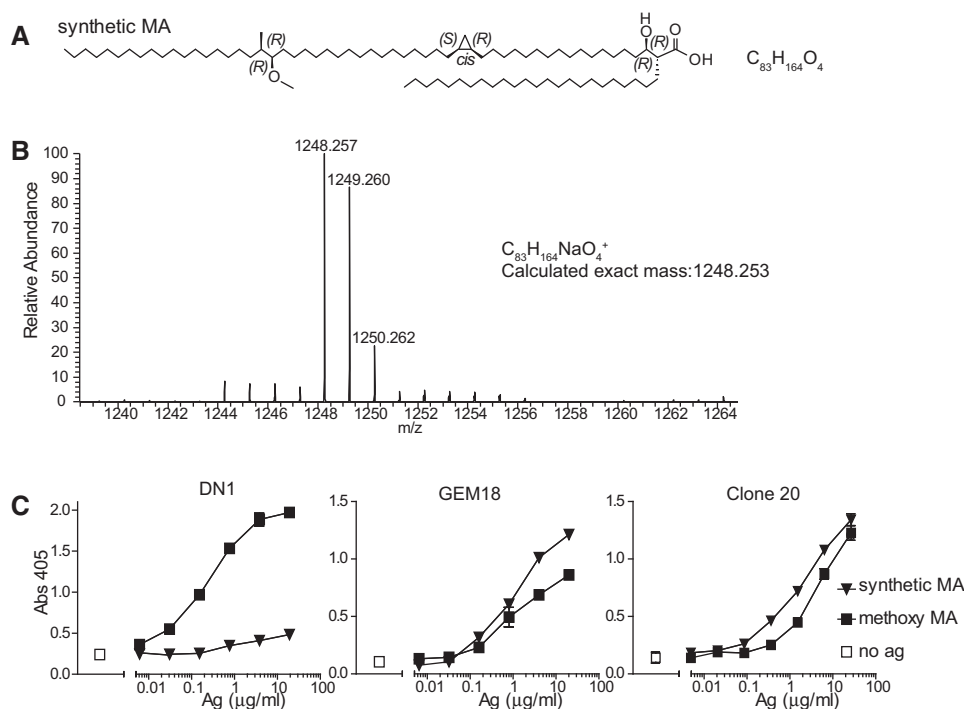 A
synthetic MA
(R)
(R)
O
(S)
(R)
cis
H
O
O
(R)
(R)
OH
C₈₃H₁₆₄O₄
B
Relative Abundance
100
90
80
70
60
50
40
30
20
10
0
1248.257
1249.260
1250.262
C₈₃H₁₆₄NaO₄⁺
Calculated exact mass:1248.253
1240 1242 1244 1246 1248 1250 1252 1254 1256 1258 1260 1262 1264
m/z
C
DN1 GEM18 Clone 20
Abs 405
2.0
1.5
1.0
0.5
0.0
0.01 0.1 1 10 100
Ag (μg/ml)
1.5
1.0
0.5
0.0
0.01 0.1 1 10 100
Ag (μg/ml)
1.5
1.0
0.5
0.0
0.01 0.1 1 10 100
Ag (μg/ml)
synthetic MA
methoxy MA
no ag